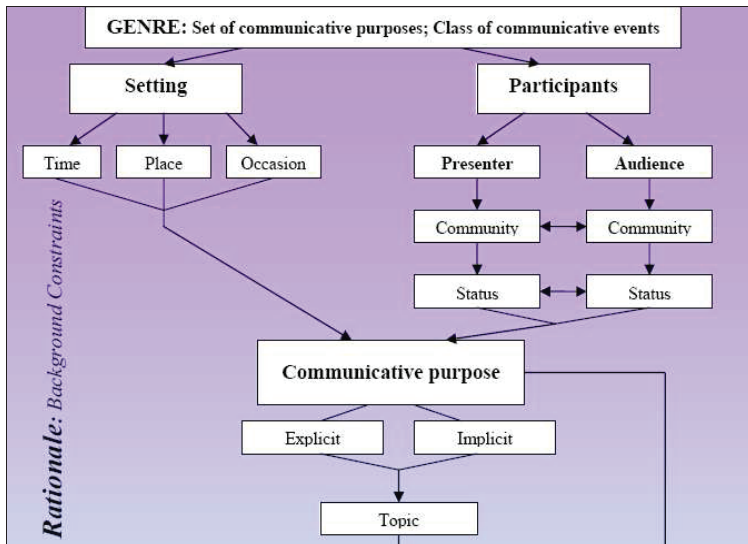 GENRE: Set of communicative purposes; Class of communicative events
Setting
Participants
Time
Place
Occasion
Presenter
Audience
Community
Community
Status
Status
Communicative purpose
Explicit
Implicit
Topic
Rationale: Background Constraints